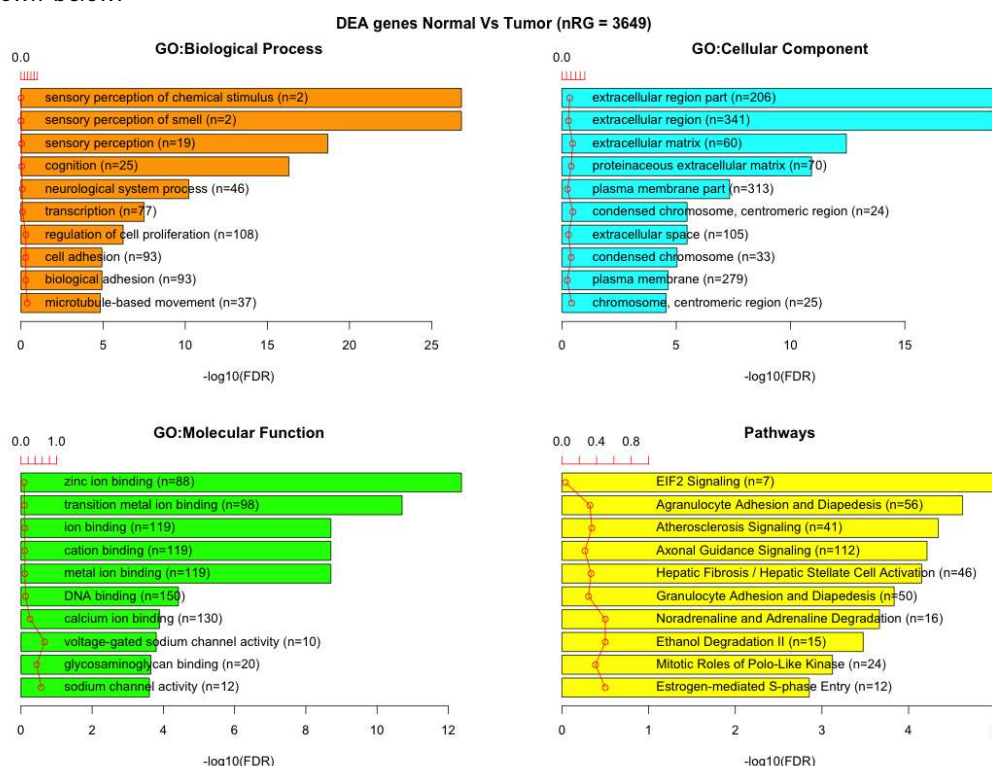 DEA genes Normal Vs Tumor (nRG = 3649)
GO:Biological Process
0.0
sensory perception of chemical stimulus (n=2)
sensory perception of smell (n=2)
sensory perception (n=19)
cognition (n=25)
neurological system process (n=46)
transcription (n=77)
regulation of cell proliferation (n=108)
cell adhesion (n=93)
biological adhesion (n=93)
microtubule-based movement (n=37)
0 5 10 15 20 25
-log10(FDR)
GO:Cellular Component
0.0
extracellular region part (n=206)
extracellular region (n=341)
extracellular matrix (n=60)
proteinaceous extracellular matrix (n=70)
plasma membrane part (n=313)
condensed chromosome, centromeric region (n=24)
extracellular space (n=105)
condensed chromosome (n=33)
plasma membrane (n=279)
chromosome, centromeric region (n=25)
0 5 10 15
-log10(FDR)
GO:Molecular Function
0.0 1.0
zinc ion binding (n=88)
transition metal ion binding (n=98)
ion binding (n=119)
cation binding (n=119)
metal ion binding (n=119)
DNA binding (n=150)
calcium ion binding (n=130)
voltage-gated sodium channel activity (n=10)
glycosaminoglycan binding (n=20)
sodium channel activity (n=12)
0 2 4 6 8 10 12
-log10(FDR)
Pathways
0.0 0.4 0.8
EIF2 Signaling (n=7)
Agranulocyte Adhesion and Diapedesis (n=56)
Atherosclerosis Signaling (n=41)
Axonal Guidance Signaling (n=112)
Hepatic Fibrosis / Hepatic Stellate Cell Activation (n=46)
Granulocyte Adhesion and Diapedesis (n=50)
Noradrenaline and Adrenaline Degradation (n=16)
Ethanol Degradation II (n=15)
Mitotic Roles of Polo-Like Kinase (n=24)
Estrogen-mediated S-phase Entry (n=12)
0 1 2 3 4
-log10(FDR)